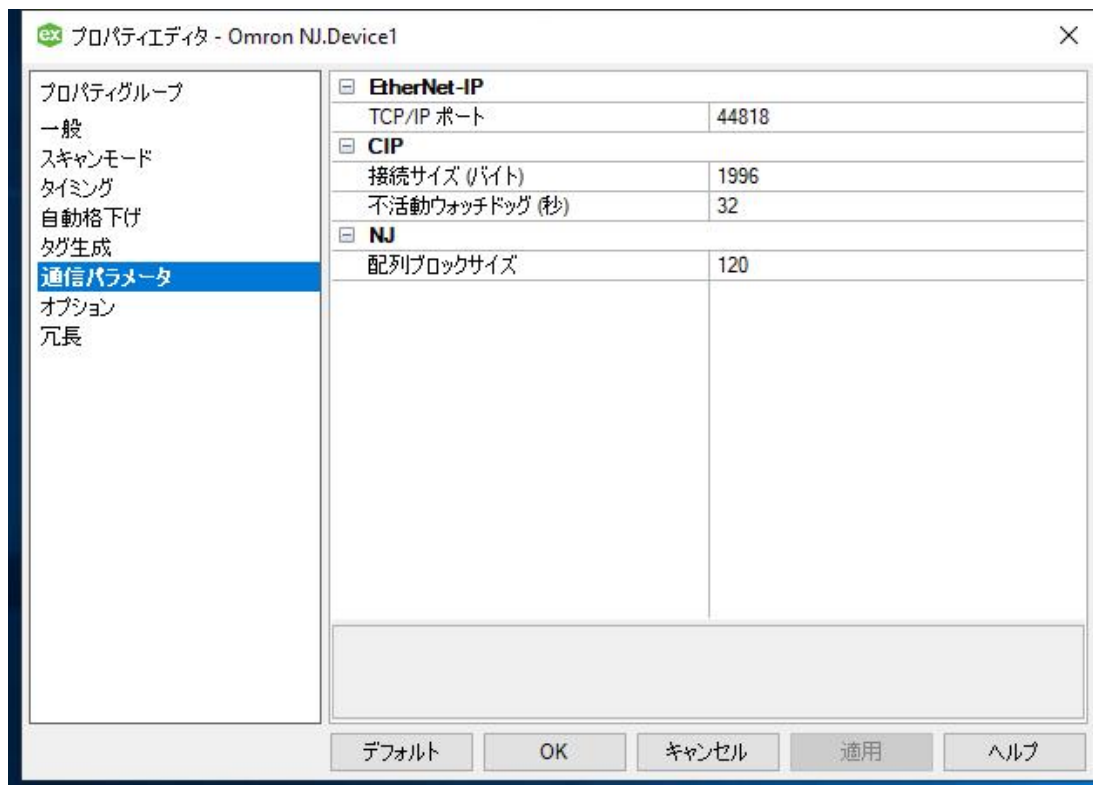 プロパティエディタ - Omron NJ.Device1
プロパティグループ
一般
スキャンモード
タイミング
自動格下げ
タグ生成
通信パラメータ
オプション
冗長
EtherNet-IP
TCP/IP ポート 44818
CIP
接続サイズ (バイト) 1996
不活動ウォッチドッグ (秒) 32
NJ
配列ブロックサイズ 120
デフォルト OK キャンセル 適用 ヘルプ